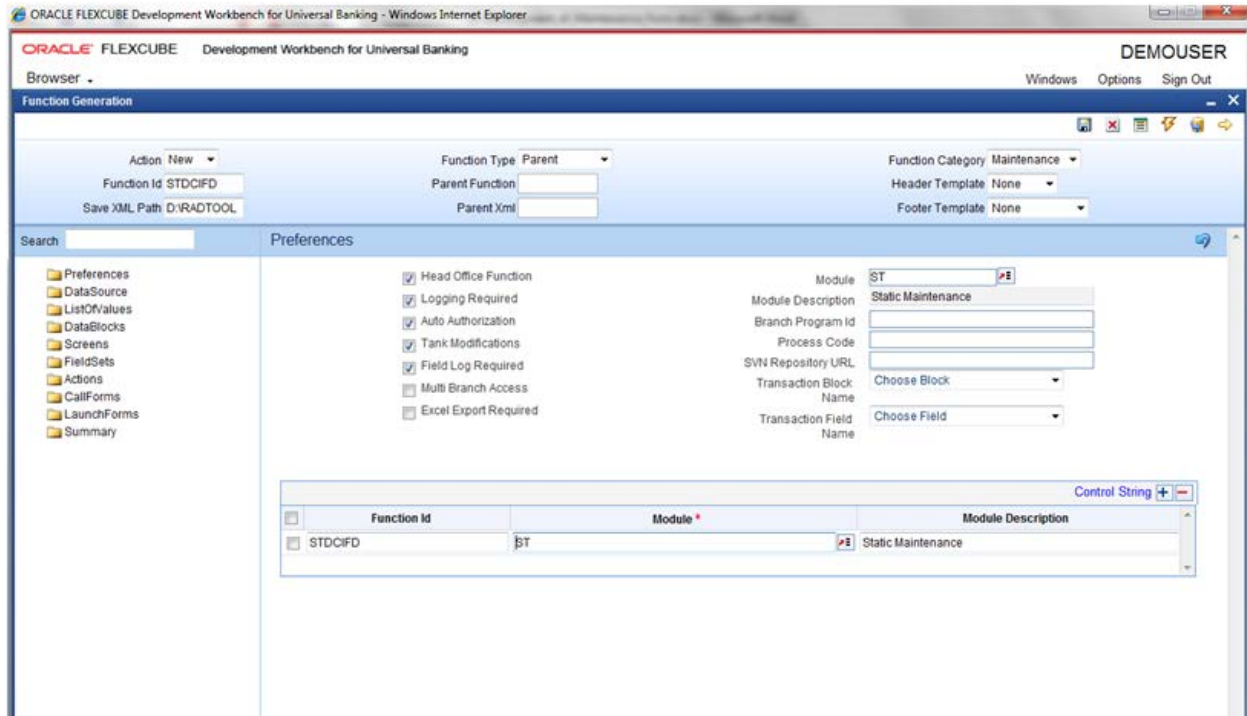 ORACLE FLEXCUBE Development Workbench for Universal Banking - Windows Internet Explorer
ORACLE FLEXCUBE Development Workbench for Universal Banking
DEMOUSER
Browser
Windows Options Sign Out
Function Generation
Action New Function Type Parent Function Category Maintenance
Function Id STDCIFD Parent Function Header Template None
Save XML Path D:\RADTOOL Parent Xml Footer Template None
Search
Preferences
DataSource
ListOfValues
DataBlocks
Screens
FieldSets
Actions
CallForms
LaunchForms
Summary
Preferences
Head Office Function
Logging Required
Auto Authorization
Tank Modifications
Field Log Required
Multi Branch Access
Excel Export Required
Module ST
Module Description Static Maintenance
Branch Program Id
Process Code
SVN Repository URL
Transaction Block Name Choose Block
Transaction Field Name Choose Field
Control String + -
Function Id Module * Module Description
STDCIFD ST Static Maintenance